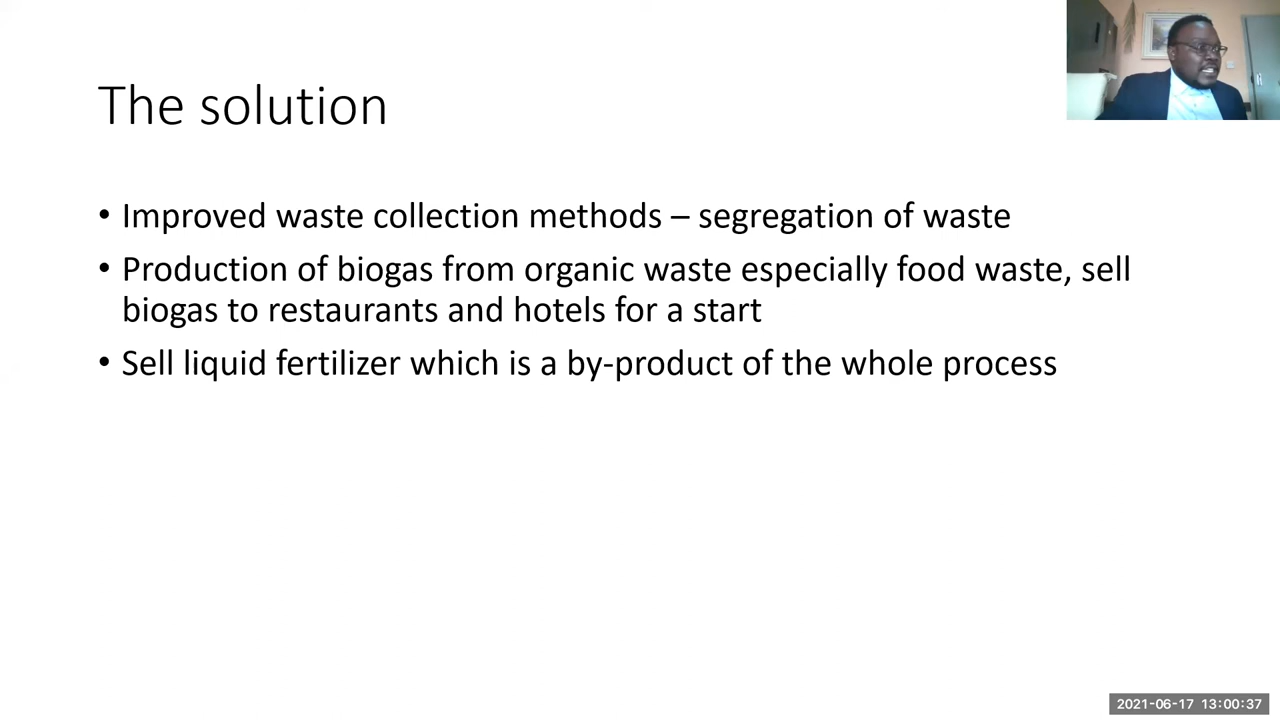 The solution
• Improved waste collection methods – segregation of waste
• Production of biogas from organic waste especially food waste, sell
biogas to restaurants and hotels for a start
• Sell liquid fertilizer which is a by-product of the whole process
2021-06-17 13:00:37